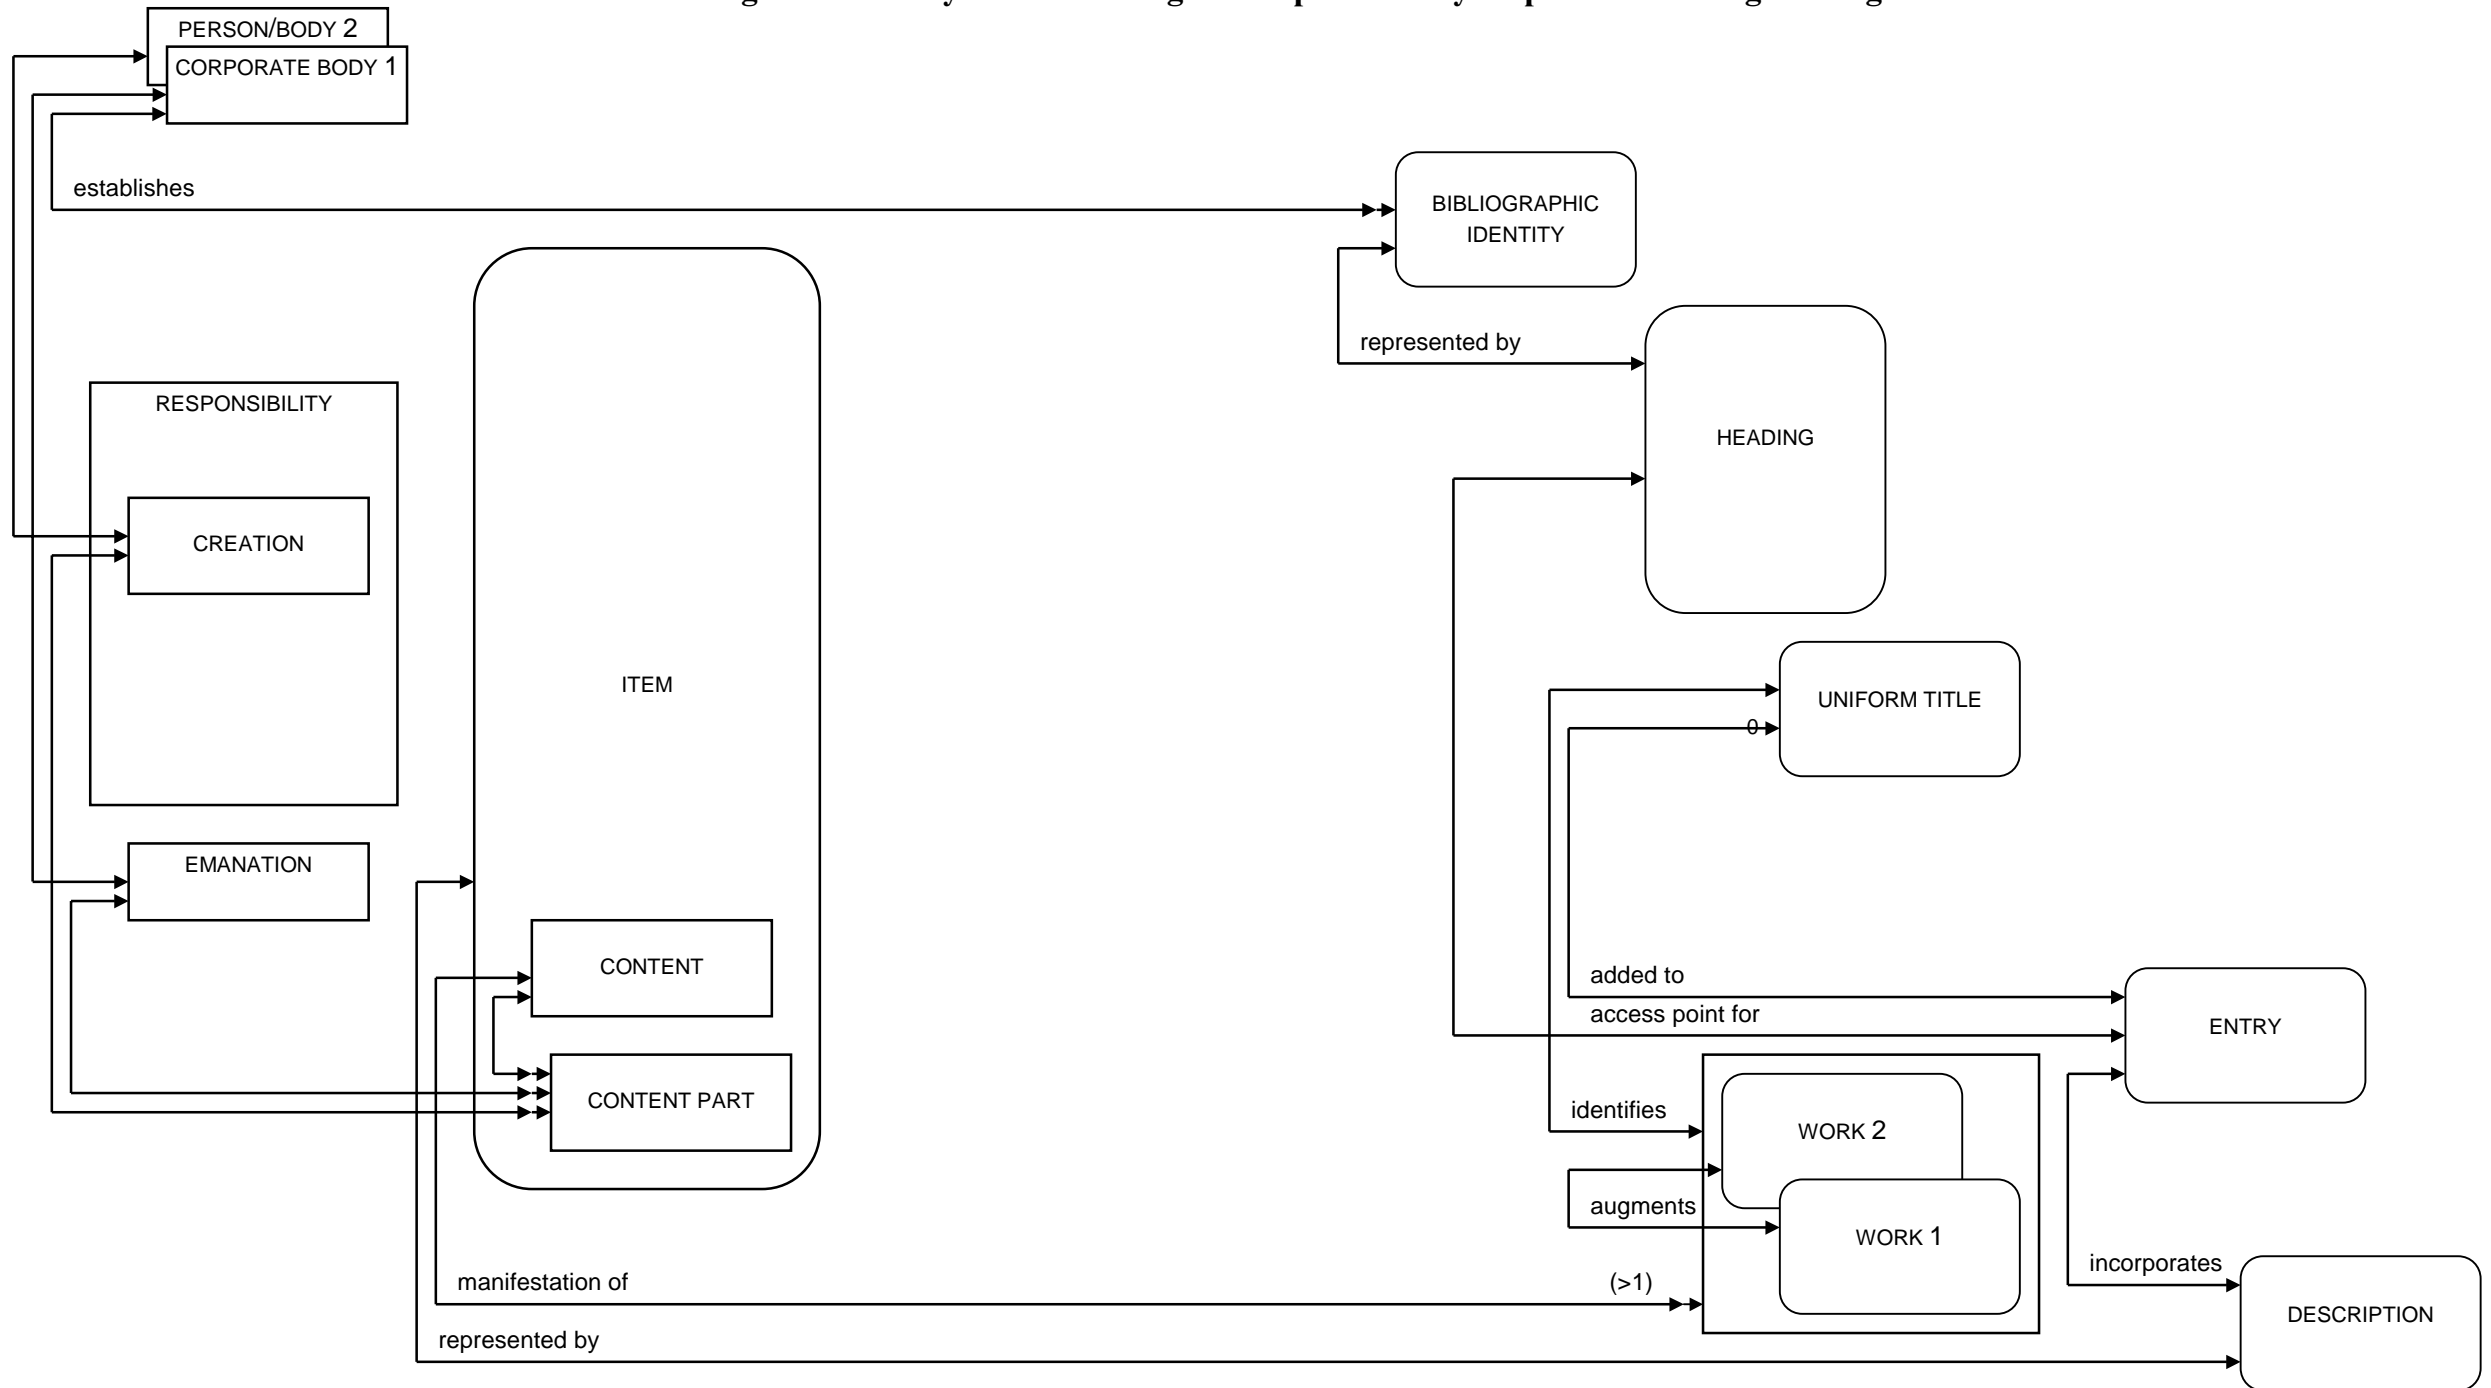 PERSON/BODY 2
CORPORATE BODY 1
establishes
BIBLIOGRAPHIC
IDENTITY
represented by
RESPONSIBILITY
HEADING
CREATION
ITEM
UNIFORM TITLE
0
EMANATION
CONTENT
added to
access point for
ENTRY
CONTENT PART
identifies
WORK 2
augments
WORK 1
incorporates
manifestation of
(>1)
DESCRIPTION
represented by